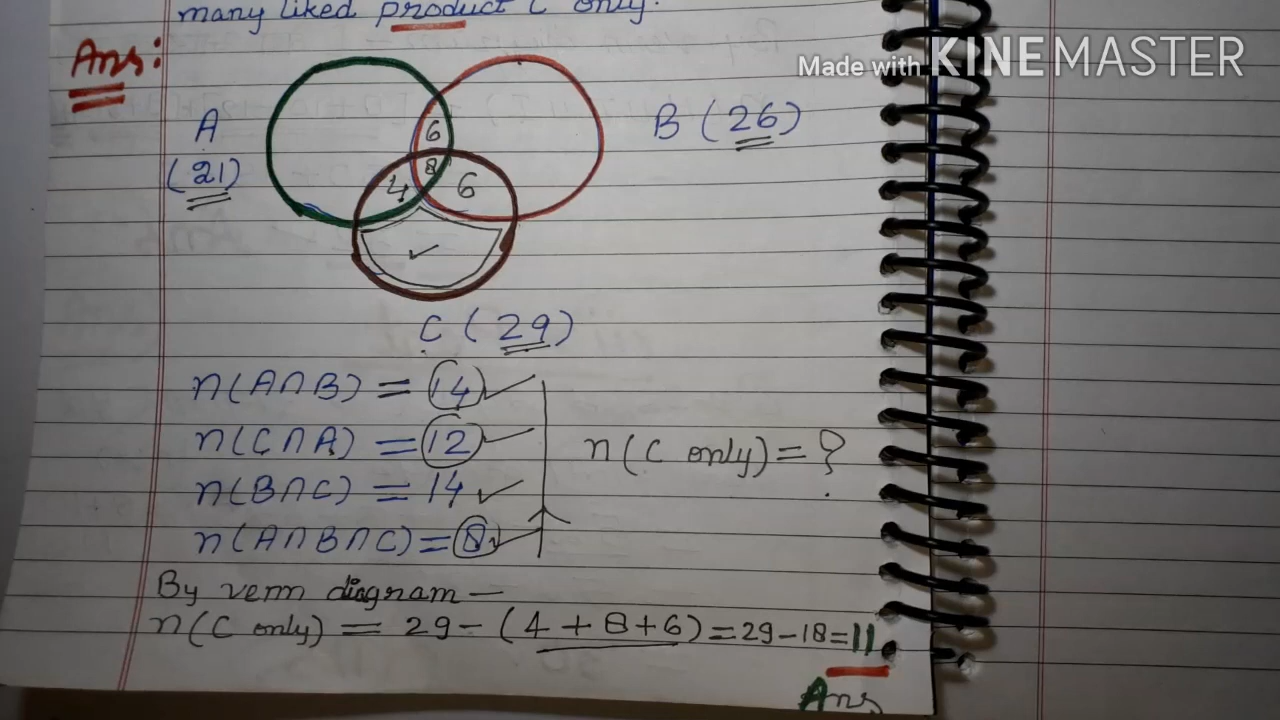 many liked product C only.
Made with KINEMASTER
Ans:
A
(21)
B (26)
6
8
4
6
✓
C (29)
n(A∩B) = 14 ✓
n(C∩A) = 12 ✓
n(B∩C) = 14 ✓
n(A∩B∩C) = 8 ✓
n(C only) = ?
By venn diagram —
n(C only) = 29 - (4 + 8 + 6) = 29 - 18 = 11
Ans